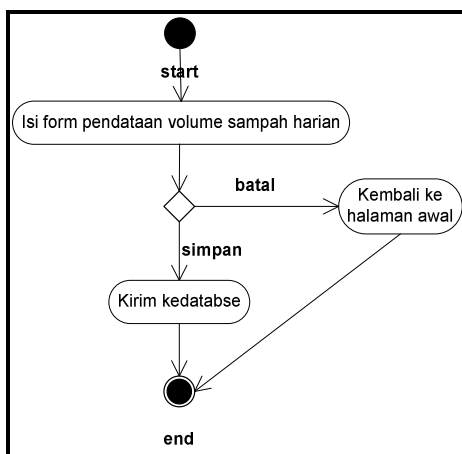 start
Isi form pendataan volume sampah harian
batal
Kembali ke
halaman awal
simpan
Kirim kedatabse
end